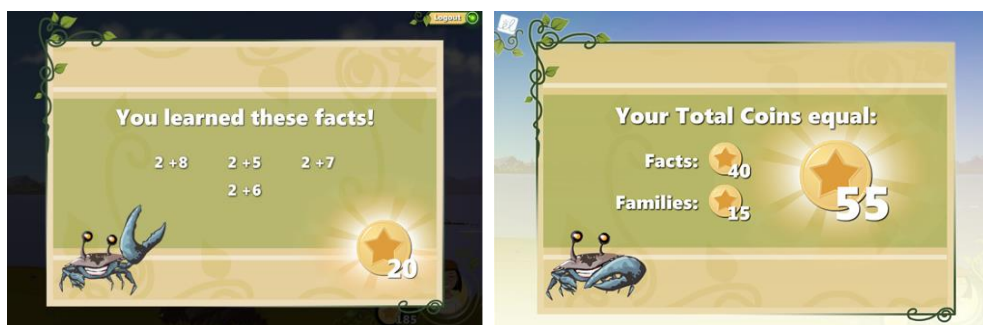 Logout
You learned these facts!
2 +8 2 +5 2 +7
2 +6
20
185
Your Total Coins equal:
Facts: 40
Families: 15
55